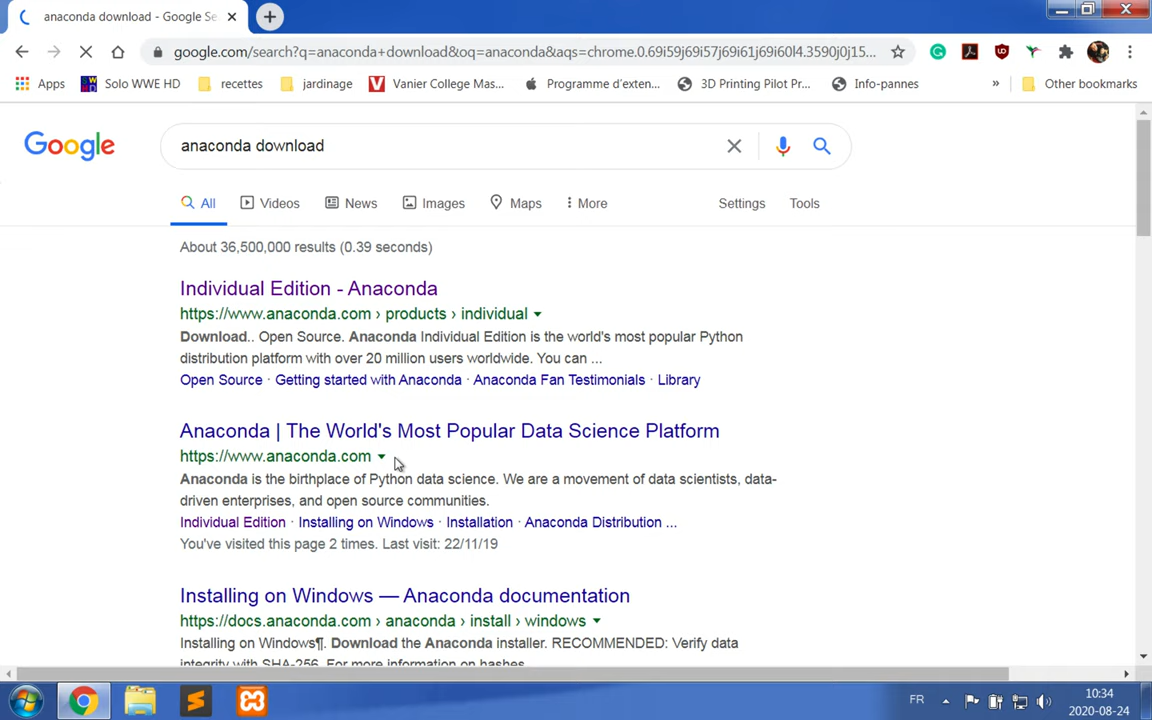 anaconda download - Google Se
google.com/search?q=anaconda+download&oq=anaconda&aqs=chrome.0.69i59j69i57j69i61j69i60l4.3590j0j15...
Apps Solo WWE HD recettes jardinage Vanier College Mas... Programme d'exten... 3D Printing Pilot Pr... Info-pannes » Other bookmarks
Google anaconda download
All Videos News Images Maps More Settings Tools
About 36,500,000 results (0.39 seconds)
Individual Edition - Anaconda
https://www.anaconda.com › products › individual
Download.. Open Source. Anaconda Individual Edition is the world's most popular Python
distribution platform with over 20 million users worldwide. You can ...
Open Source · Getting started with Anaconda · Anaconda Fan Testimonials · Library
Anaconda | The World's Most Popular Data Science Platform
https://www.anaconda.com
Anaconda is the birthplace of Python data science. We are a movement of data scientists, data-
driven enterprises, and open source communities.
Individual Edition · Installing on Windows · Installation · Anaconda Distribution ...
You've visited this page 2 times. Last visit: 22/11/19
Installing on Windows — Anaconda documentation
https://docs.anaconda.com › anaconda › install › windows
Installing on Windows¶. Download the Anaconda installer. RECOMMENDED: Verify data
integrity with SHA-256. For more information on hashes
FR 10:34
2020-08-24